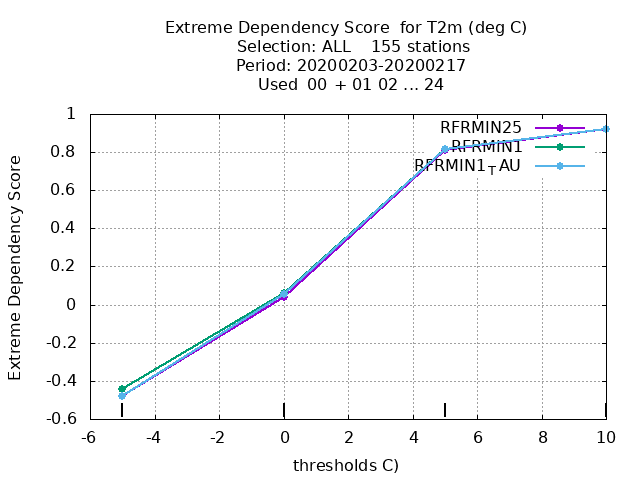 Extreme Dependency Score  for T2m (deg C)
Selection: ALL    155 stations
Period: 20200203-20200217
Used  00 + 01 02 ... 24
RFRMIN25
RFRMIN1
RFRMIN1TAU
Extreme Dependency Score
1
0.8
0.6
0.4
0.2
0
-0.2
-0.4
-0.6
-6 -4 -2 0 2 4 6 8 10
thresholds C)